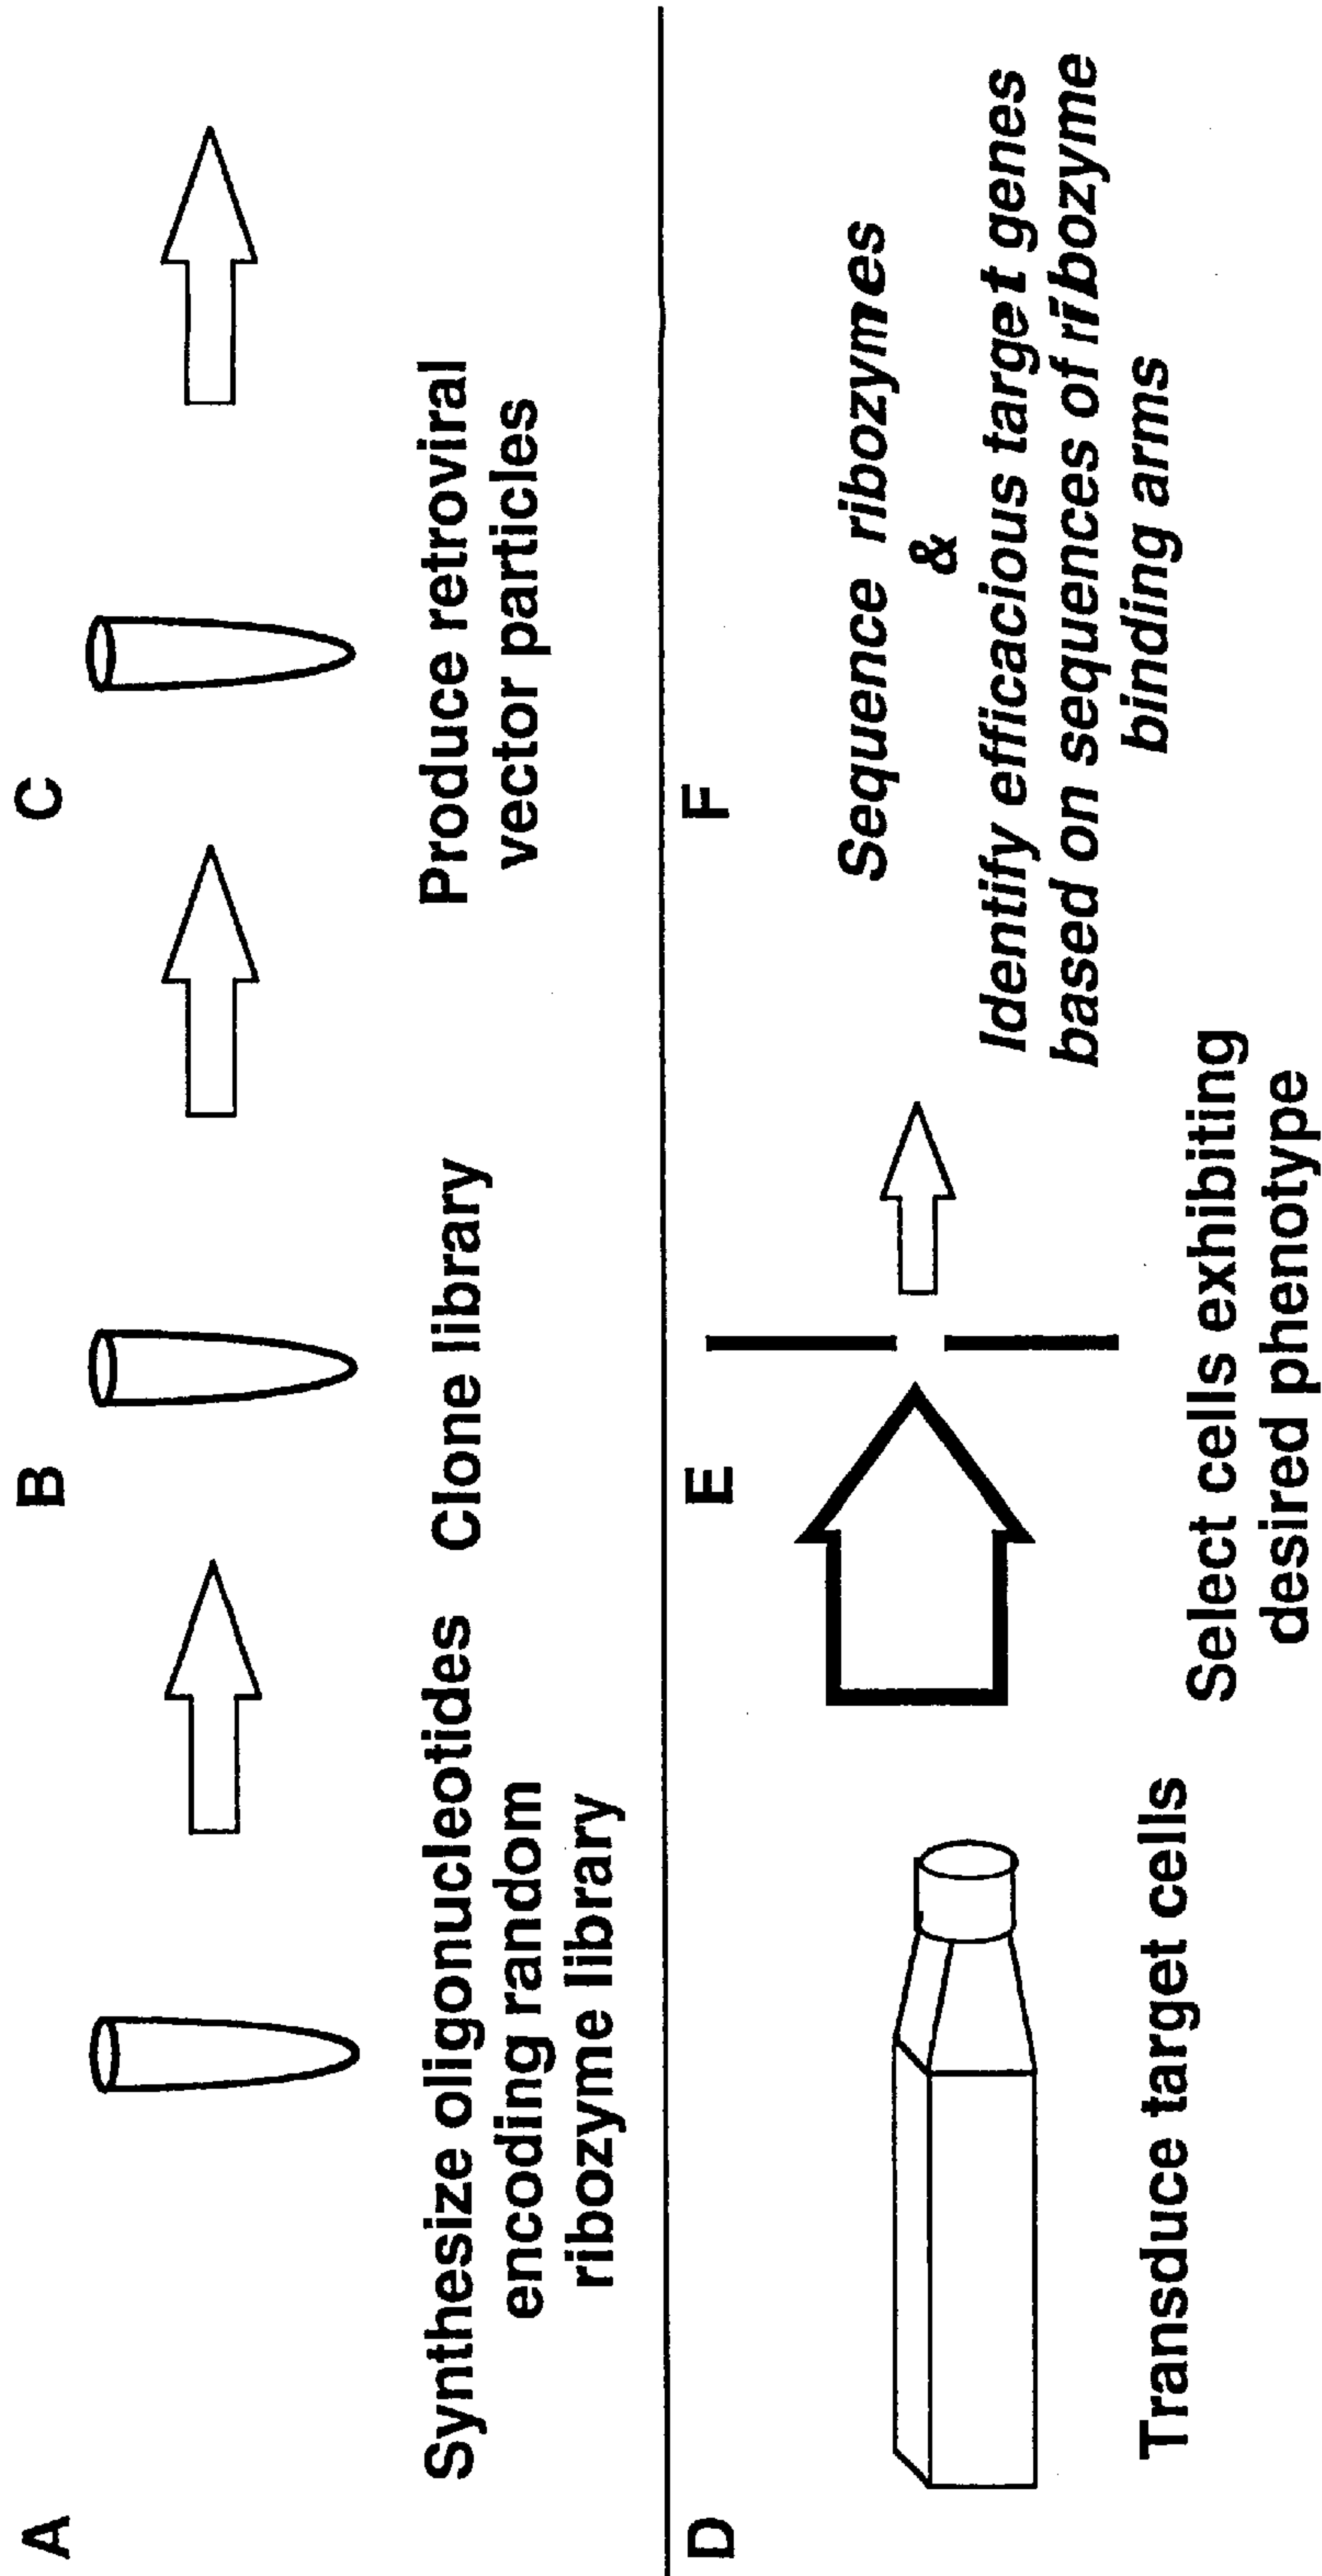 A
Synthesize oligonucleotides
encoding random
ribozyme library
B
Clone library
C
Produce retroviral
vector particles
D
Transduce target cells
E
Select cells exhibiting
desired phenotype
F
Sequence ribozymes
&
Identify efficacious target genes
based on sequences of ribozyme
binding arms